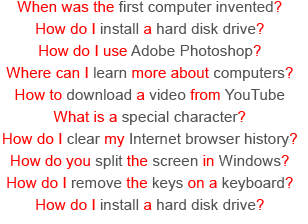 When was the first computer invented?
How do I install a hard disk drive?
How do I use Adobe Photoshop?
Where can I learn more about computers?
How to download a video from YouTube
What is a special character?
How do I clear my Internet browser history?
How do you split the screen in Windows?
How do I remove the keys on a keyboard?
How do I install a hard disk drive?